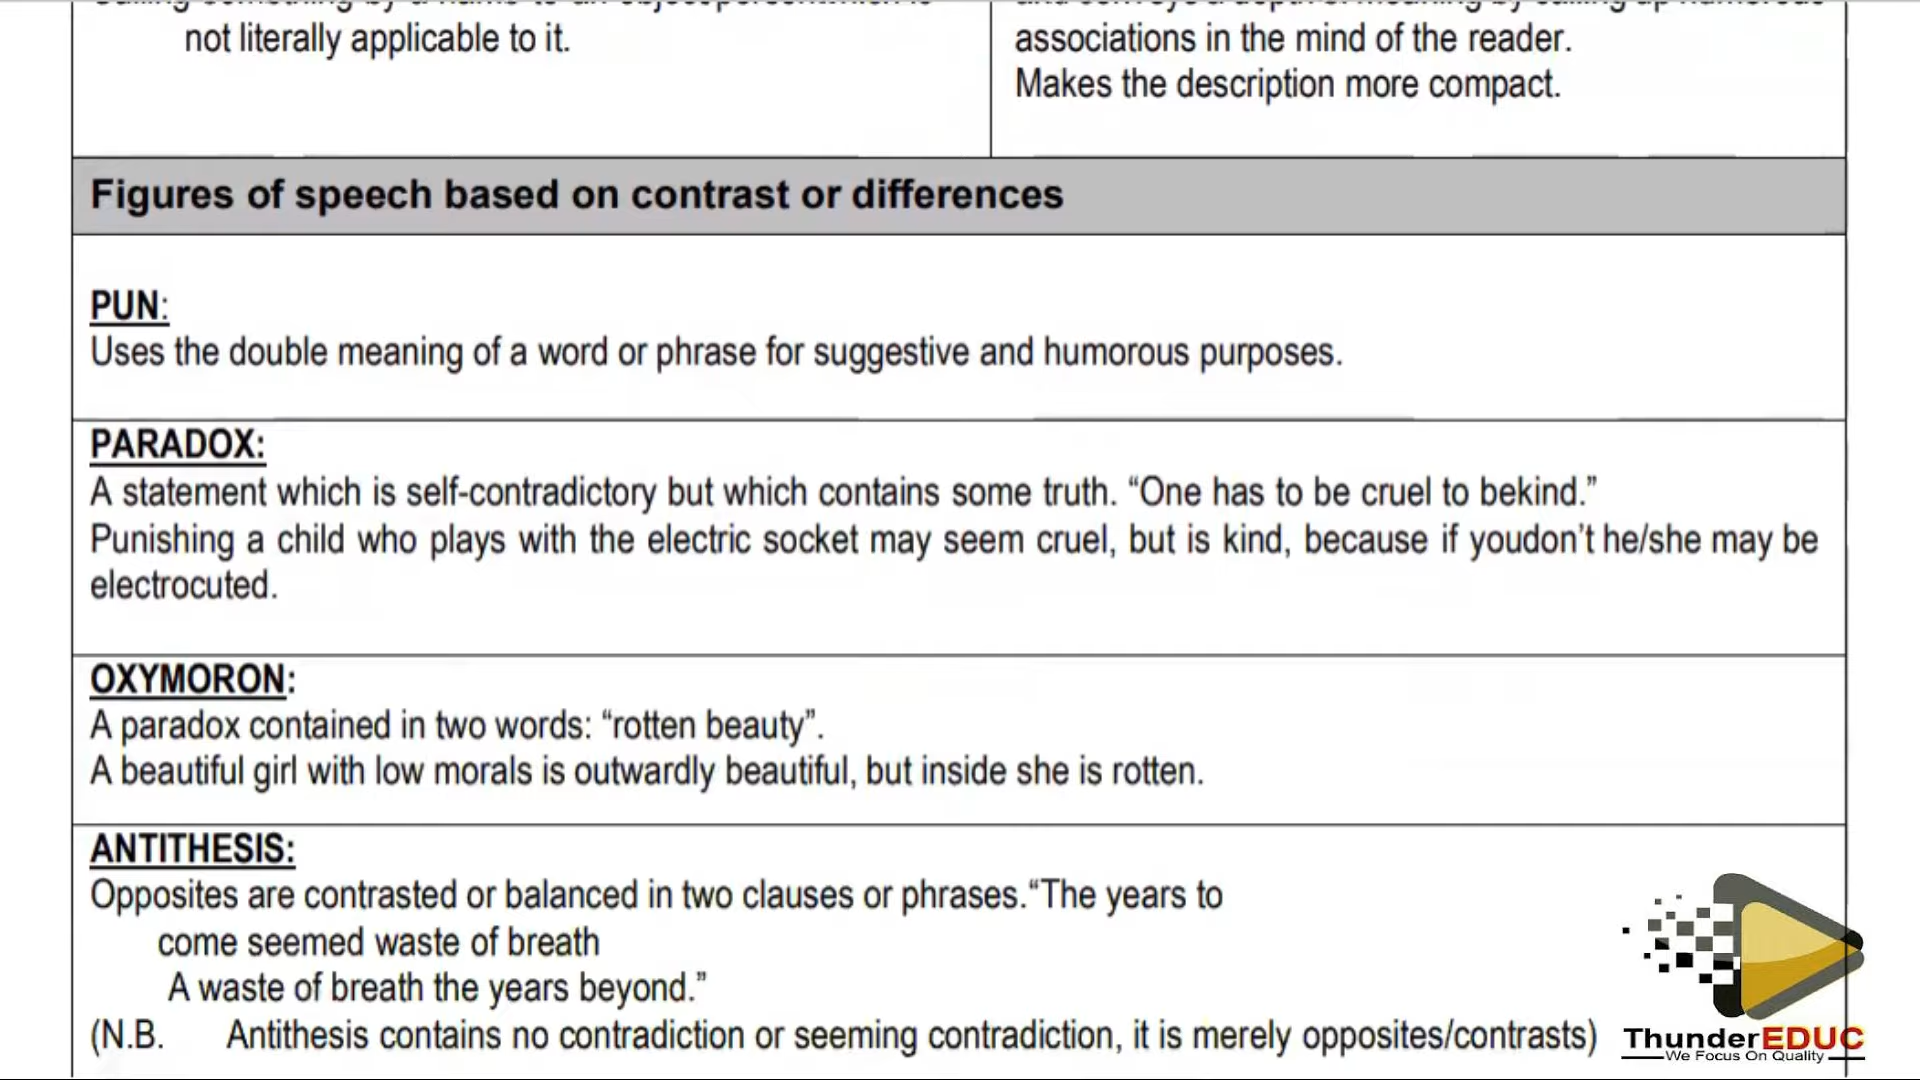 not literally applicable to it.
associations in the mind of the reader.
Makes the description more compact.
Figures of speech based on contrast or differences
PUN:
Uses the double meaning of a word or phrase for suggestive and humorous purposes.
PARADOX:
A statement which is self-contradictory but which contains some truth. “One has to be cruel to bekind.”
Punishing a child who plays with the electric socket may seem cruel, but is kind, because if youdon’t he/she may be
electrocuted.
OXYMORON:
A paradox contained in two words: “rotten beauty”.
A beautiful girl with low morals is outwardly beautiful, but inside she is rotten.
ANTITHESIS:
Opposites are contrasted or balanced in two clauses or phrases.“The years to
come seemed waste of breath
A waste of breath the years beyond.”
(N.B. Antithesis contains no contradiction or seeming contradiction, it is merely opposites/contrasts)
ThunderEDUC
We Focus On Quality